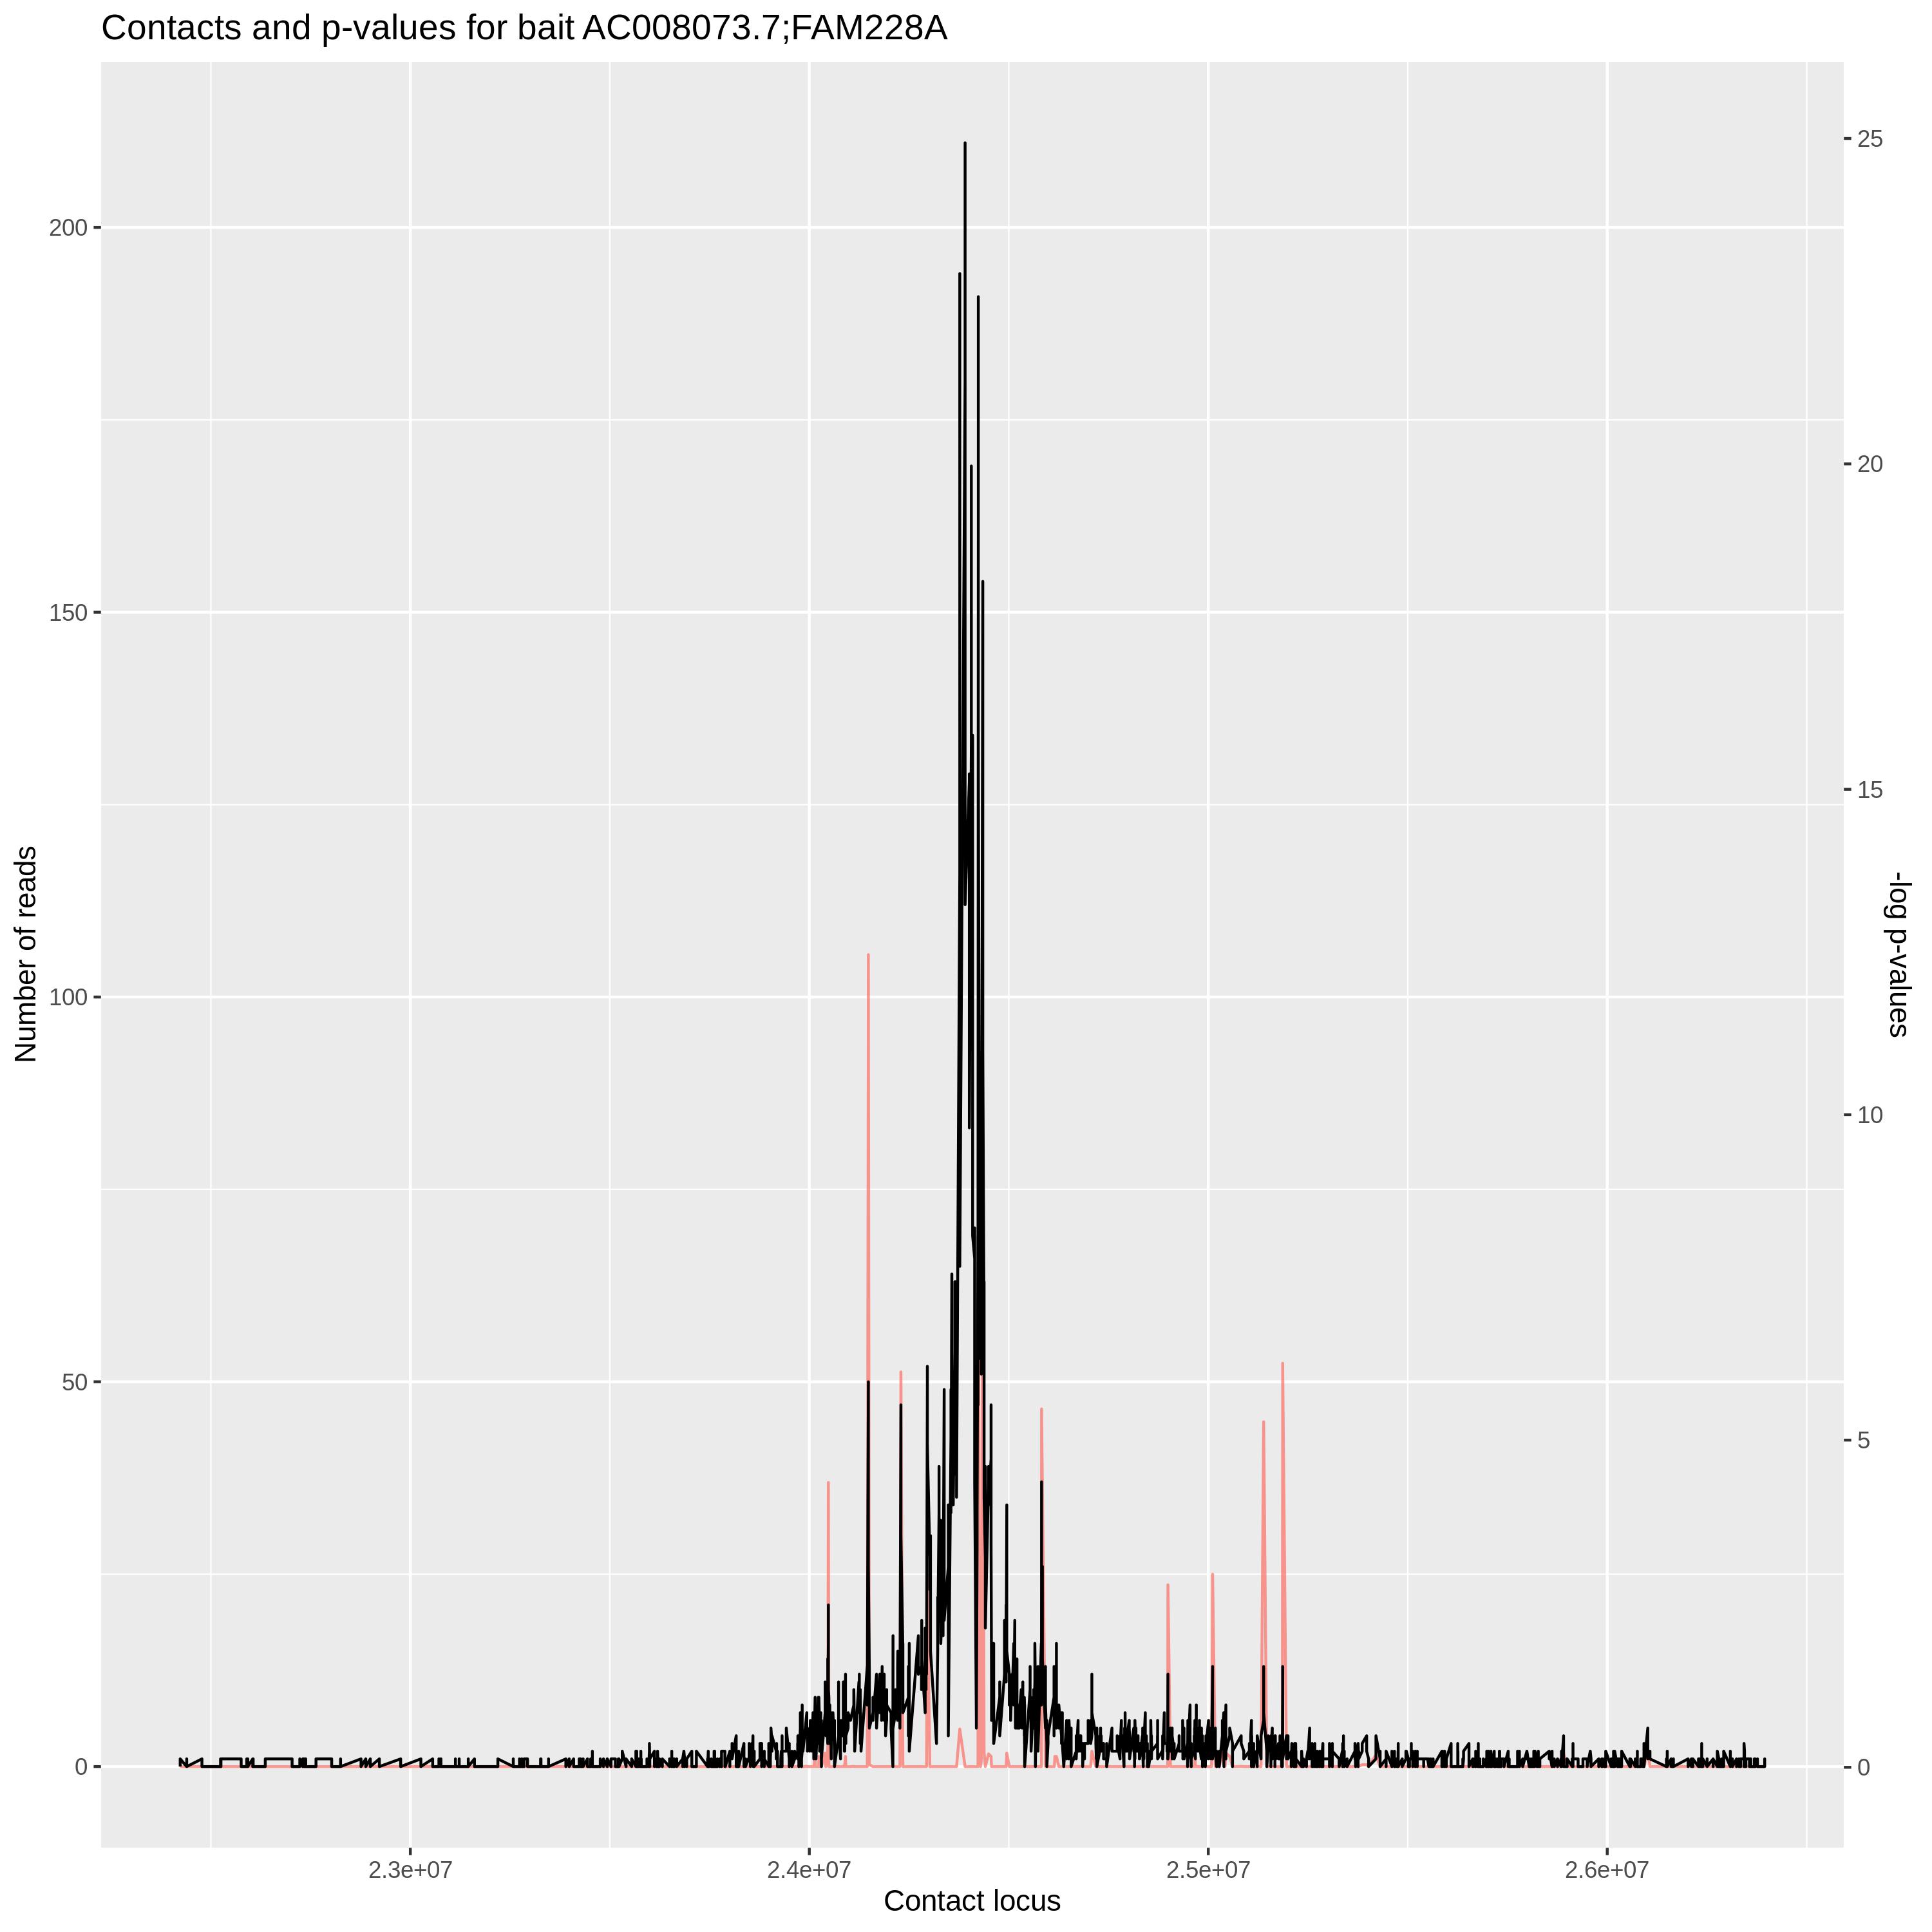 Contacts and p-values for bait AC008073.7;FAM228A
200
150
100
50
0
Number of reads
25
20
15
10
5
0
-log p-values
2.3e+07
2.4e+07
2.5e+07
2.6e+07
Contact locus